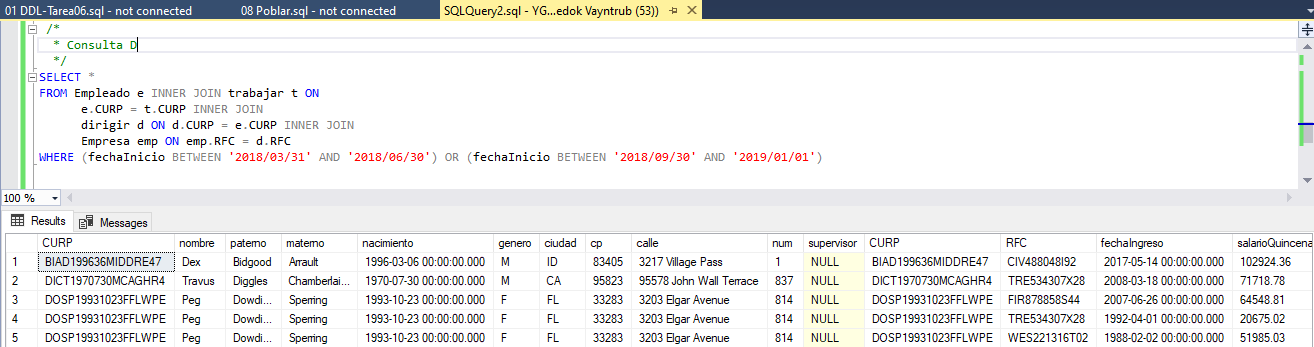 01 DDL-Tarea06.sql - not connected 08 Poblar.sql - not connected SQLQuery2.sql - YG...edok Vayntrub (53))
/*
* Consulta D
*/
SELECT *
FROM Empleado e INNER JOIN trabajar t ON
e.CURP = t.CURP INNER JOIN
dirigir d ON d.CURP = e.CURP INNER JOIN
Empresa emp ON emp.RFC = d.RFC
WHERE (fechaInicio BETWEEN '2018/03/31' AND '2018/06/30') OR (fechaInicio BETWEEN '2018/09/30' AND '2019/01/01')
100 %
Results Messages
CURP nombre paterno materno nacimiento genero ciudad cp calle num supervisor CURP RFC fechaIngreso salarioQuincena
1 BIAD199636MIDDRE47 Dex Bidgood Arrault 1996-03-06 00:00:00.000 M ID 83405 3217 Village Pass 1 NULL BIAD199636MIDDRE47 CIV488048I92 2017-05-14 00:00:00.000 102924.36
2 DICT1970730MCAGHR4 Travus Diggles Chamberlai... 1970-07-30 00:00:00.000 M CA 95823 95578 John Wall Terrace 837 NULL DICT1970730MCAGHR4 TRE534307X28 2008-03-18 00:00:00.000 71718.28
3 DOSP19931023FFLWPE Peg Dowdi... Sperring 1993-10-23 00:00:00.000 F FL 33283 3203 Elgar Avenue 814 NULL DOSP19931023FFLWPE FIR878858S44 2007-06-26 00:00:00.000 64548.81
4 DOSP19931023FFLWPE Peg Dowdi... Sperring 1993-10-23 00:00:00.000 F FL 33283 3203 Elgar Avenue 814 NULL DOSP19931023FFLWPE TRE534307X28 1992-04-01 00:00:00.000 20675.02
5 DOSP19931023FFLWPE Peg Dowdi... Sperring 1993-10-23 00:00:00.000 F FL 33283 3203 Elgar Avenue 814 NULL DOSP19931023FFLWPE WES221316T02 1988-02-02 00:00:00.000 51985.03